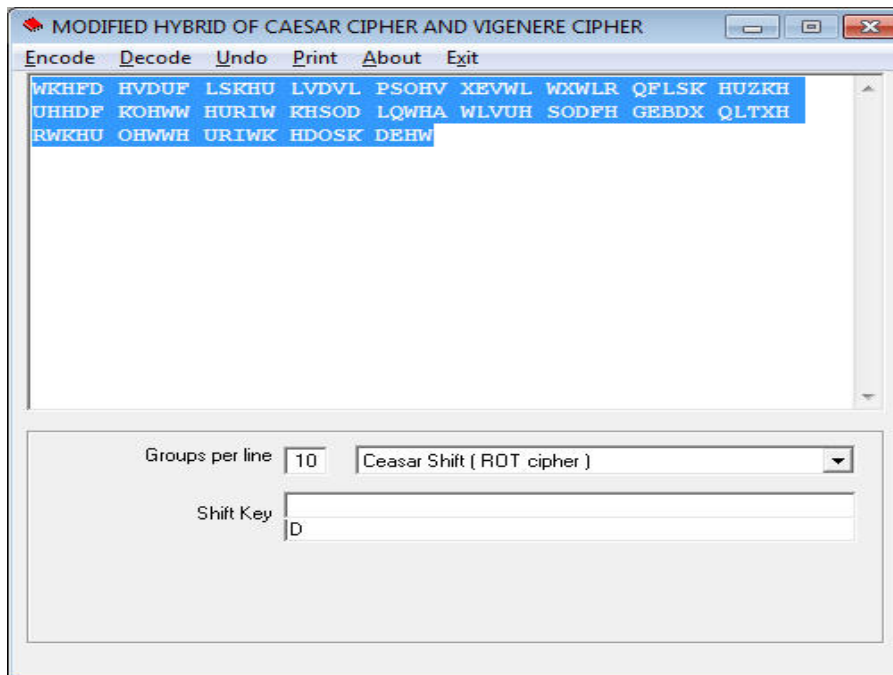 MODIFIED HYBRID OF CAESAR CIPHER AND VIGENERE CIPHER
Encode Decode Undo Print About Exit
WKHFD HVDUF LSKHU LVDVL PSOHV XEVWL WXWLR QFLSK HUZKH
UHHDF KOHWW HURIW KHSOD LQWHA WLVUH SODFH GEBDX QLTXH
RWKHU OHWWH URIWK HDOSK DEHW
Groups per line 10 Ceasar Shift ( ROT cipher )
Shift Key
D